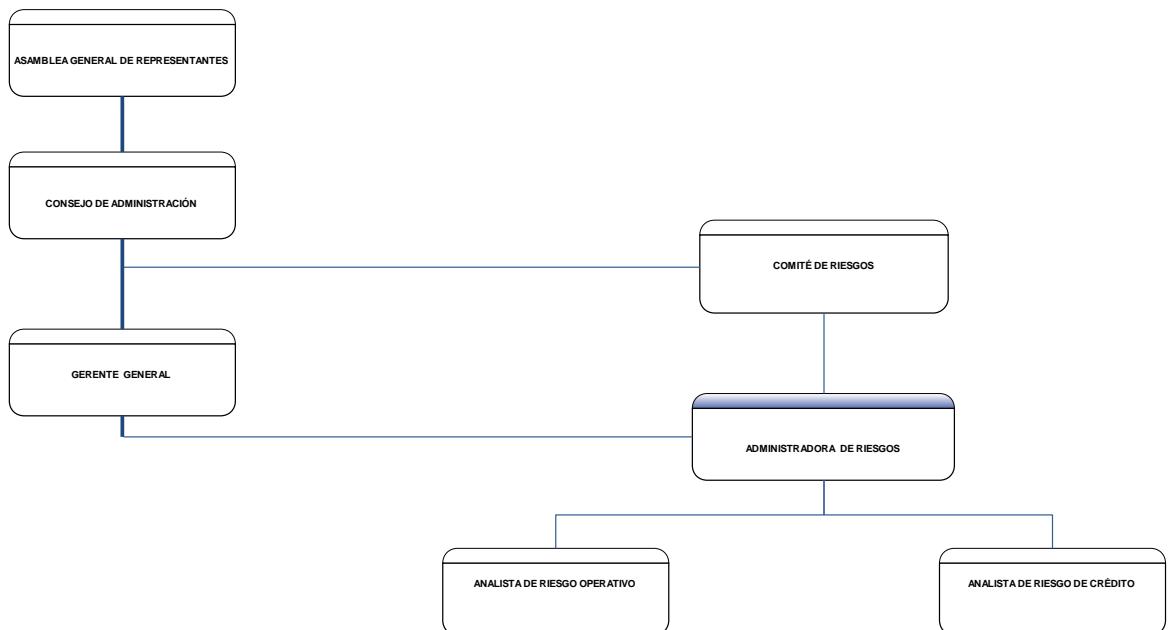 ASAMBLEA GENERAL DE REPRESENTANTES
CONSEJO DE ADMINISTRACIÓN
COMITÉ DE RIESGOS
GERENTE GENERAL
ADMINISTRADORA DE RIESGOS
ANALISTA DE RIESGO OPERATIVO
ANALISTA DE RIESGO DE CRÉDITO